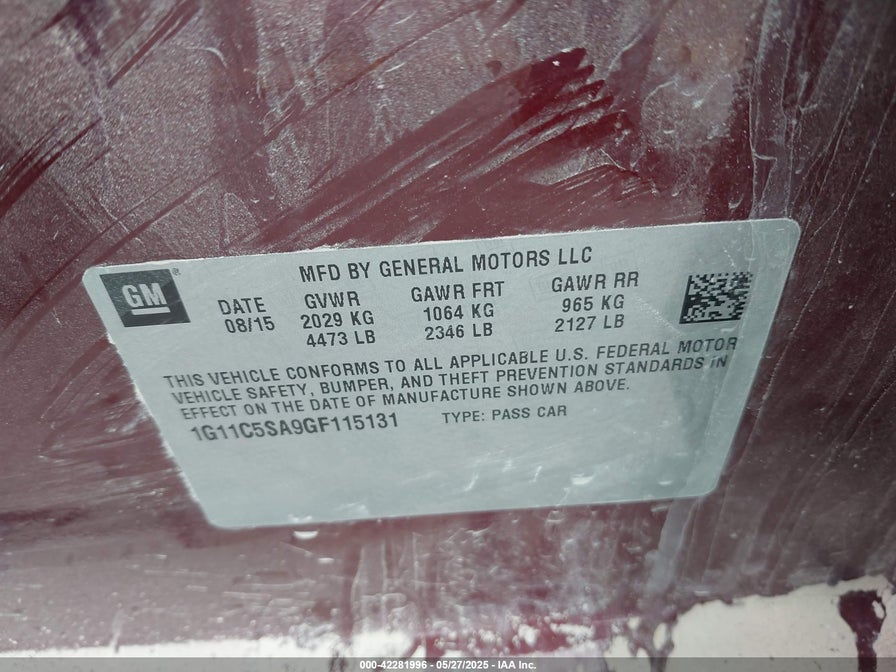 MFD BY GENERAL MOTORS LLC
GM
®
DATE GVWR GAWR FRT GAWR RR
08/15 2029 KG 1064 KG 965 KG
4473 LB 2346 LB 2127 LB
THIS VEHICLE CONFORMS TO ALL APPLICABLE U.S. FEDERAL MOTOR
VEHICLE SAFETY, BUMPER, AND THEFT PREVENTION STANDARDS IN
EFFECT ON THE DATE OF MANUFACTURE SHOWN ABOVE.
1G11C5SA9GF115131 TYPE: PASS CAR
000-42281996 - 05/27/2025 - IAA Inc.